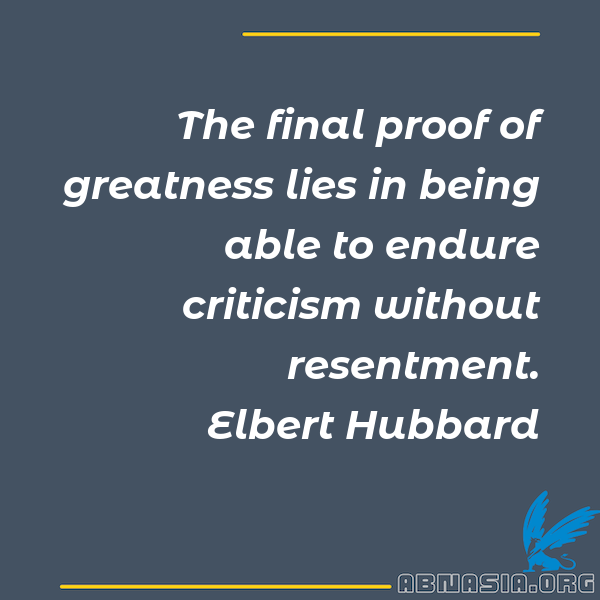 The final proof of
greatness lies in being
able to endure
criticism without
resentment.
Elbert Hubbard
ABNASIA.ORG